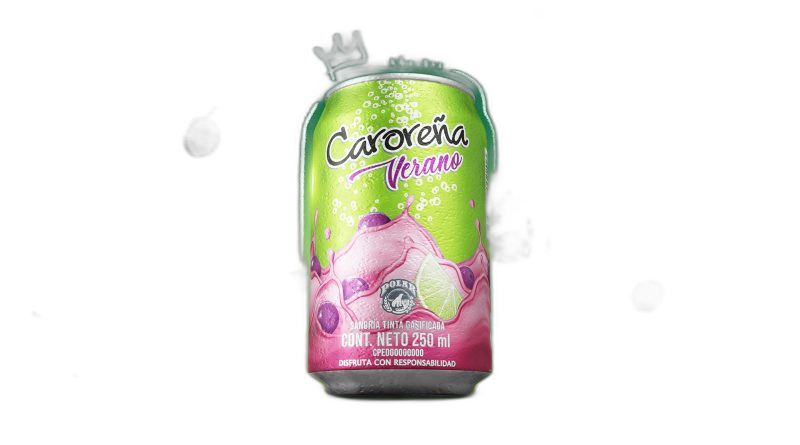 Caroreña
Verano
POLAR
SANGRIA TINTA GASIFICADA
CONT. NETO 250 ml
CPE000000000
DISFRUTA CON RESPONSABILIDAD